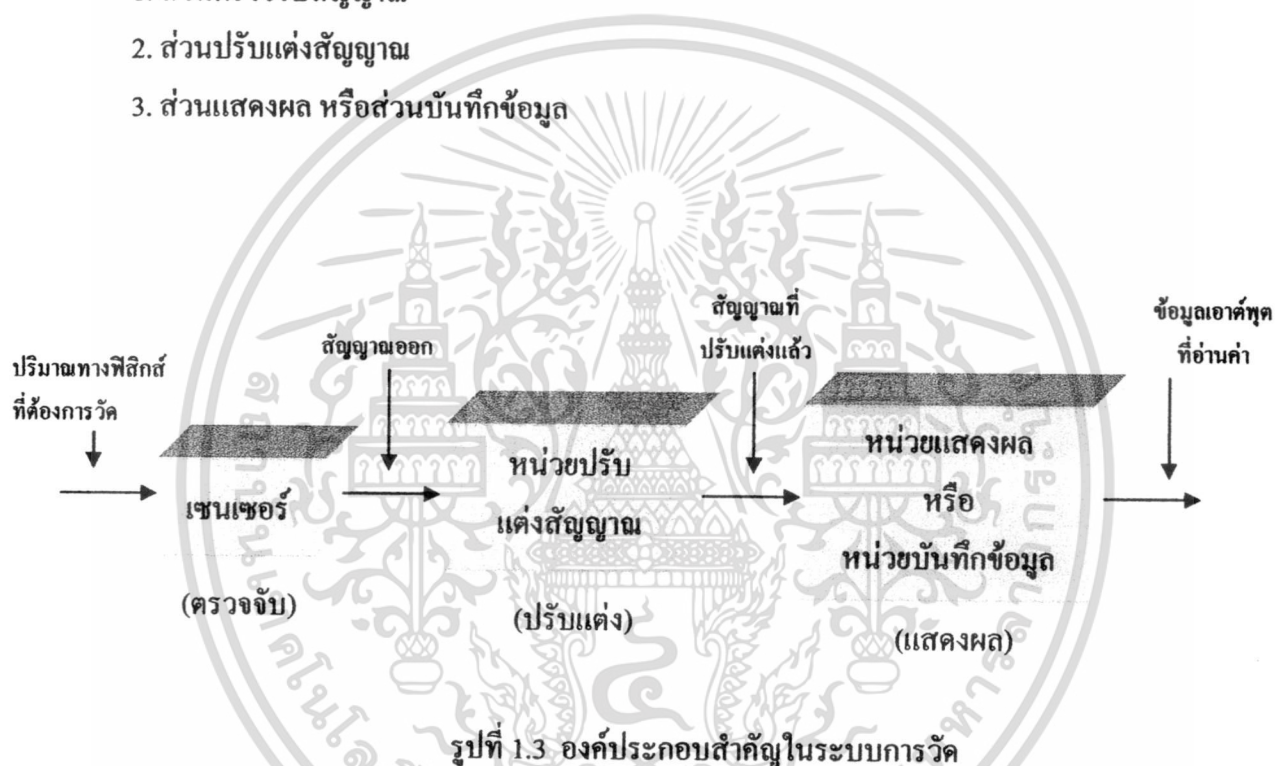 2. ส่วนปรับแต่งสัญญาณ
3. ส่วนแสดงผล หรือส่วนบันทึกข้อมูล
ปริมาณทางฟิสิกส์
ที่ต้องการวัด
สัญญาณออก
สัญญาณที่
ปรับแต่งแล้ว
ข้อมูลเอาต์พุต
ที่อ่านค่า
เซนเซอร์
(ตรวจจับ)
หน่วยปรับ
แต่งสัญญาณ
(ปรับแต่ง)
หน่วยแสดงผล
หรือ
หน่วยบันทึกข้อมูล
(แสดงผล)
รูปที่ 1.3 องค์ประกอบสำคัญในระบบการวัด